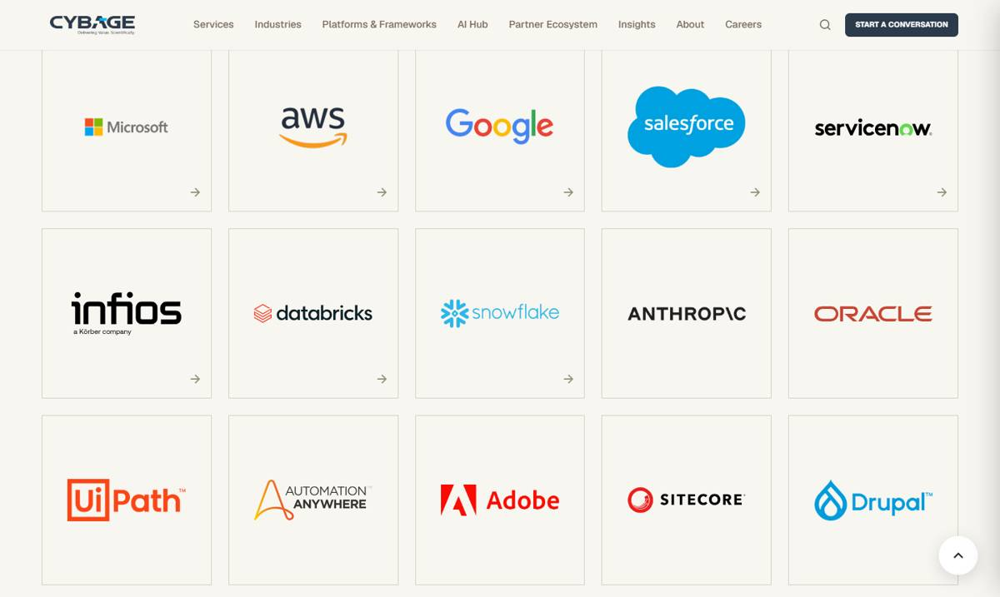 CYBAGE
Delivering Value. Scientifically.
Services Industries Platforms & Frameworks AI Hub Partner Ecosystem Insights About Careers
START A CONVERSATION
Microsoft
aws
Google
salesforce
servicenow
infios
a Körber company
databricks
snowflake
ANTHROP\C
ORACLE
UiPath™
AUTOMATION
ANYWHERE
Adobe
SITECORE
Drupal™